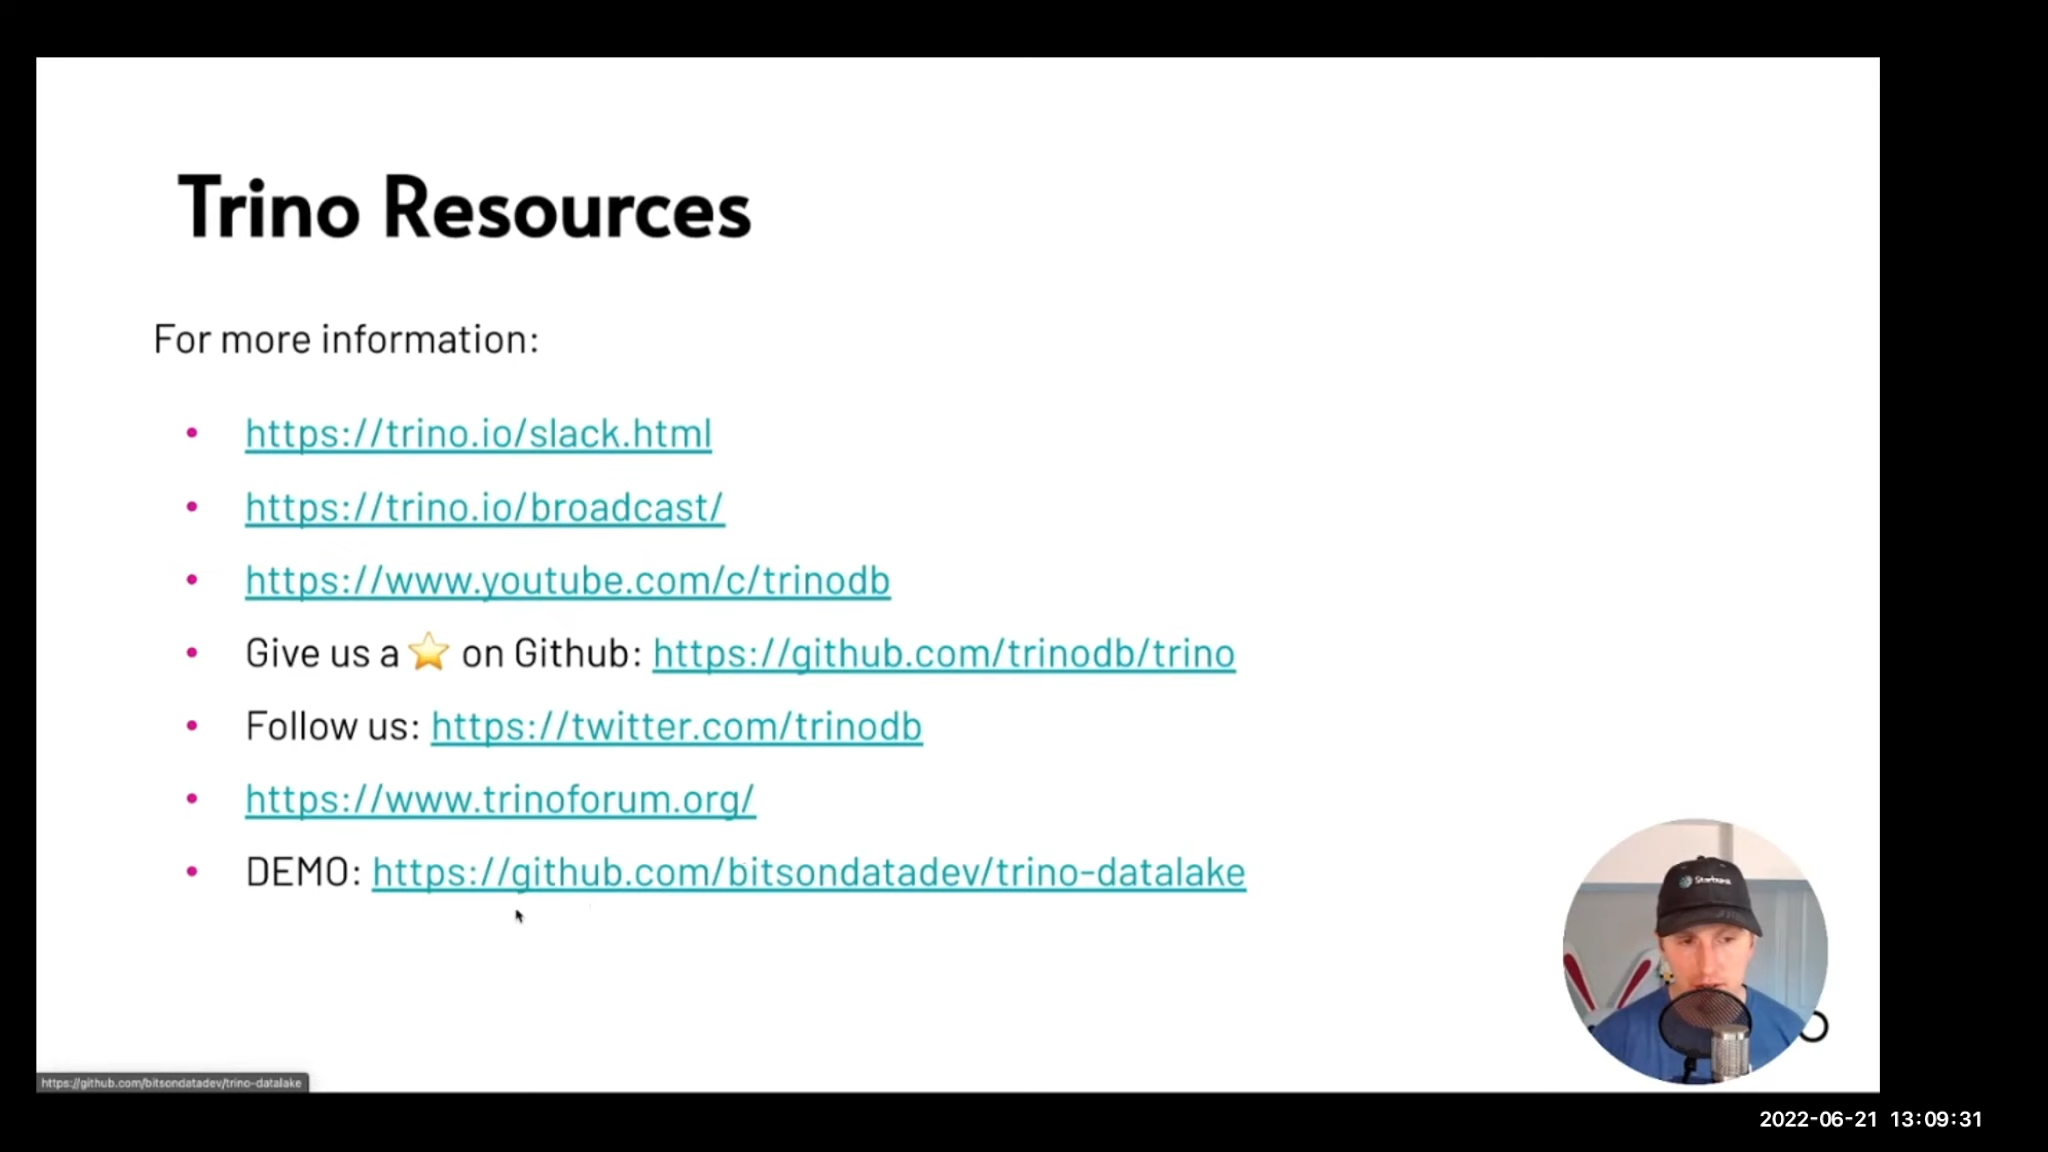 Trino Resources
For more information:
• https://trino.io/slack.html
• https://trino.io/broadcast/
• https://www.youtube.com/c/trinodb
• Give us a ⭐ on Github: https://github.com/trinodb/trino
• Follow us: https://twitter.com/trinodb
• https://www.trinoforum.org/
• DEMO: https://github.com/bitsondatadev/trino-datalake
https://github.com/bitsondatadev/trino-datalake
2022-06-21 13:09:31